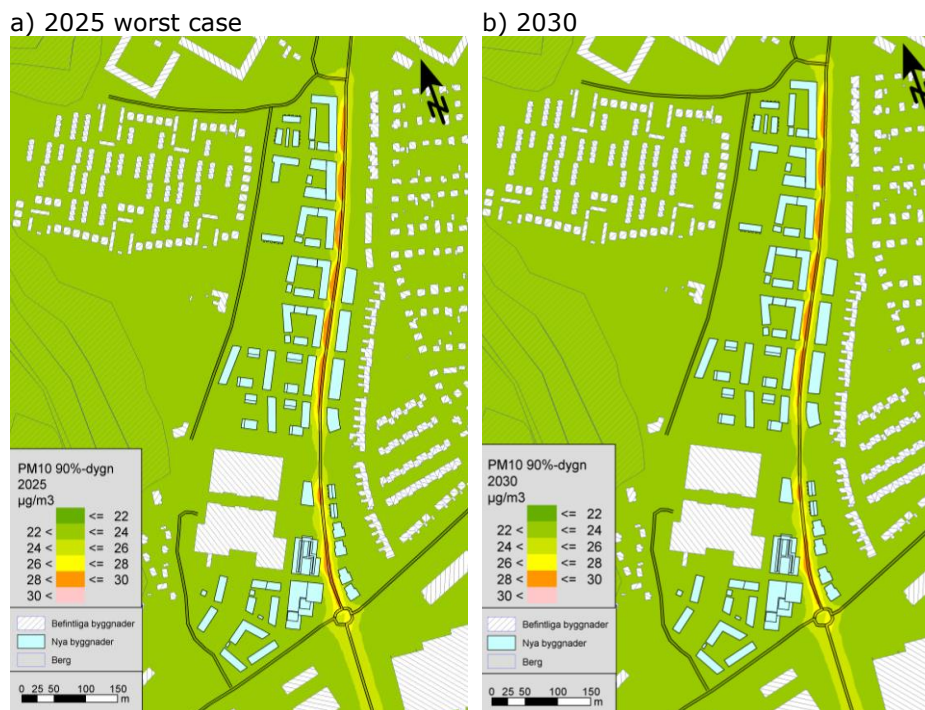 a) 2025 worst case
b) 2030
N
N
PM10 90%-dygn
2025
µg/m3
<= 22
22 < <= 24
24 < <= 26
26 < <= 28
28 < <= 30
30 <
Befintliga byggnader
Nya byggnader
Berg
0 25 50 100 150
m
PM10 90%-dygn
2030
µg/m3
<= 22
22 < <= 24
24 < <= 26
26 < <= 28
28 < <= 30
30 <
Befintliga byggnader
Nya byggnader
Berg
0 25 50 100 150
m